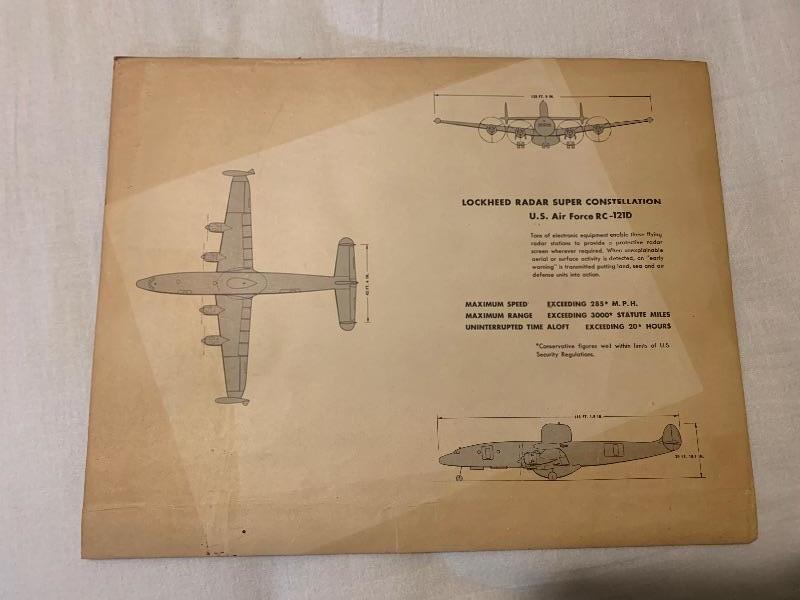 LOCKHEED RADAR SUPER CONSTELLATION
U.S. Air Force RC-121D
Tons of electronic equipment enable these flying
radar stations to provide a protective radar
screen wherever required. When unexplainable
aerial or surface activity is detected, an "early
warning" is transmitted putting land, sea and air
defense units into action.
MAXIMUM SPEED EXCEEDING 285* M.P.H.
MAXIMUM RANGE EXCEEDING 3000* STATUTE MILES
UNINTERRUPTED TIME ALOFT EXCEEDING 20* HOURS
*Conservative figures well within limits of U.S.
Security Regulations.